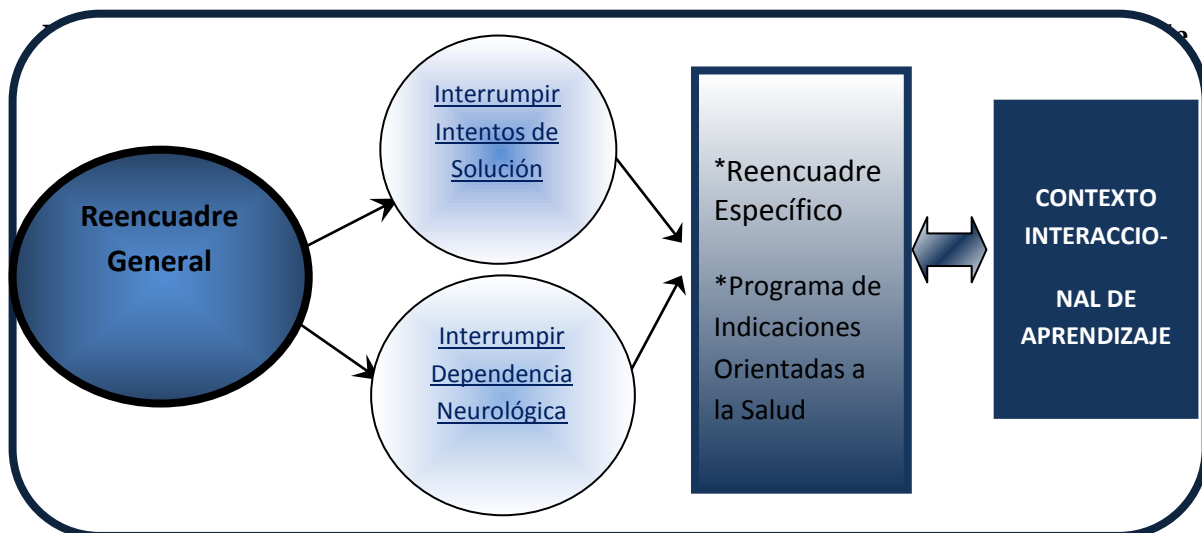 Reencuadre
General
Interrumpir
Intentos de
Solución
Interrumpir
Dependencia
Neurológica
*Reencuadre
Específico
*Programa de
Indicaciones
Orientadas a
la Salud
CONTEXTO
INTERACCIO-
NAL DE
APRENDIZAJE